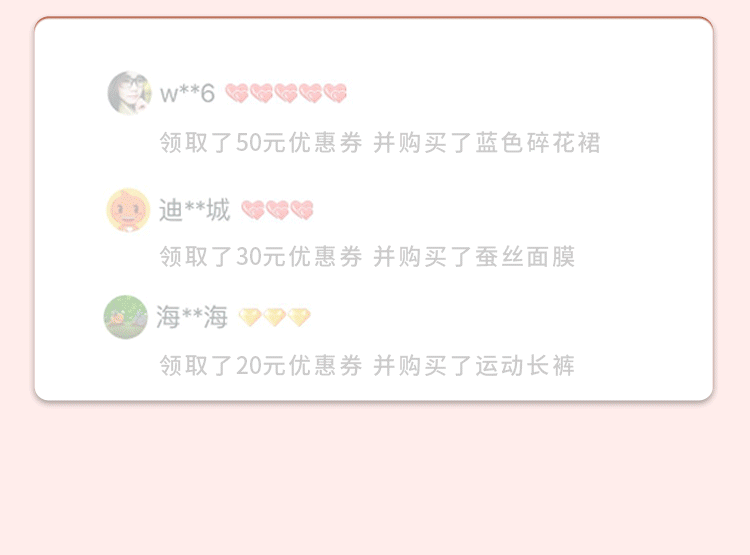 w**6
领取了50元优惠券 并购买了蓝色碎花裙
迪**城
领取了30元优惠券 并购买了蚕丝面膜
海**海
领取了20元优惠券 并购买了运动长裤